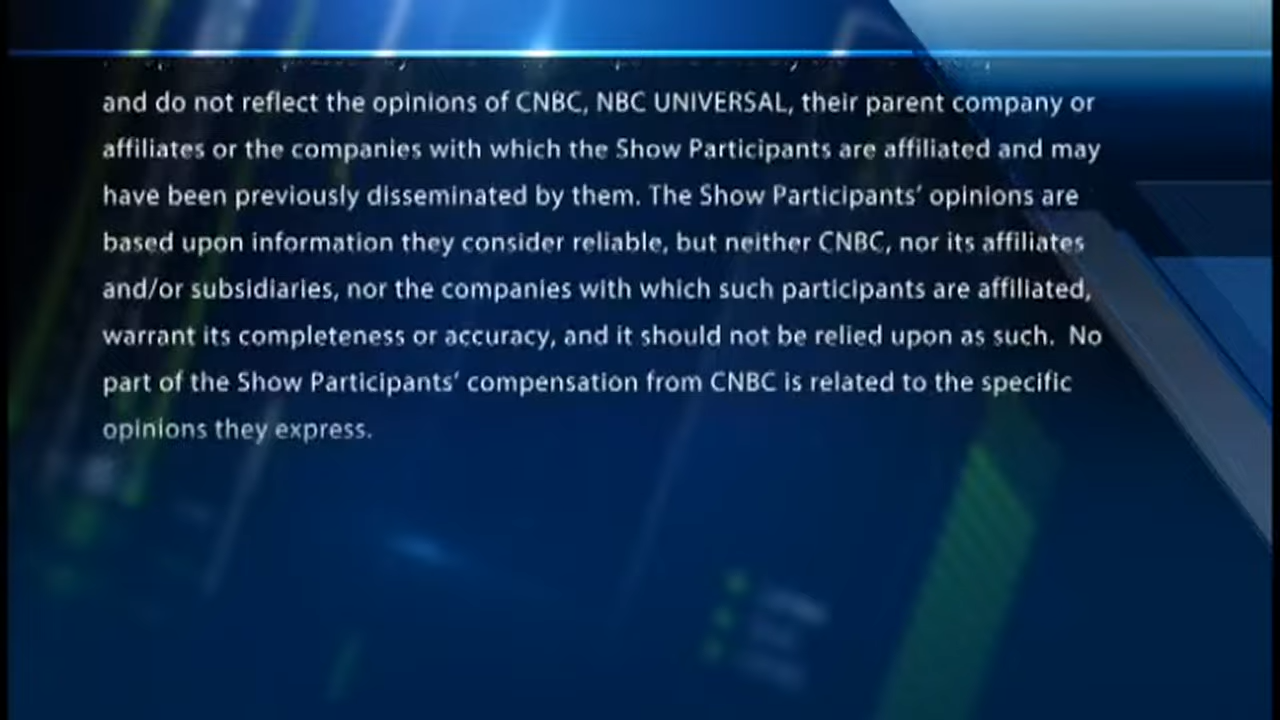 and do not reflect the opinions of CNBC, NBC UNIVERSAL, their parent company or
affiliates or the companies with which the Show Participants are affiliated and may
have been previously disseminated by them. The Show Participants’ opinions are
based upon information they consider reliable, but neither CNBC, nor its affiliates
and/or subsidiaries, nor the companies with which such participants are affiliated,
warrant its completeness or accuracy, and it should not be relied upon as such.  No
part of the Show Participants’ compensation from CNBC is related to the specific
opinions they express.